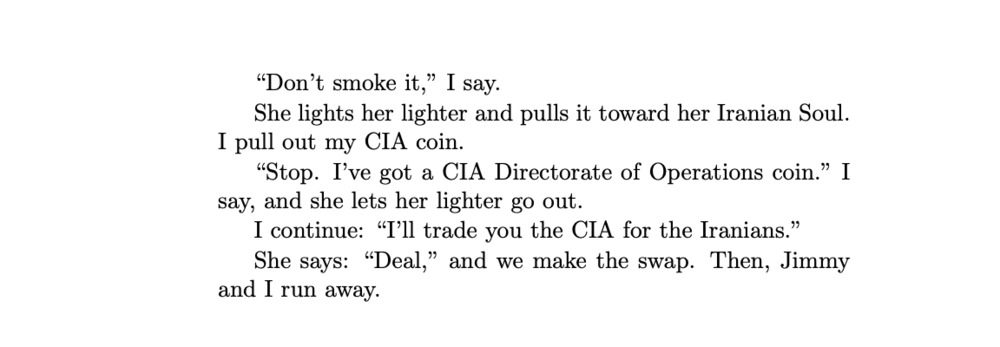 “Don’t smoke it,” I say.
She lights her lighter and pulls it toward her Iranian Soul.
I pull out my CIA coin.
“Stop. I’ve got a CIA Directorate of Operations coin.” I
say, and she lets her lighter go out.
I continue: “I’ll trade you the CIA for the Iranians.”
She says: “Deal,” and we make the swap. Then, Jimmy
and I run away.